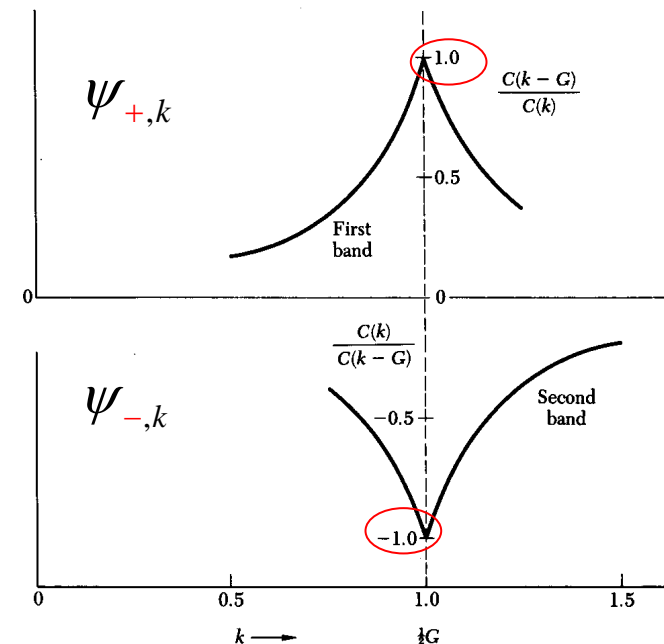 1.0
ψ+,k
C(k − G)
C(k)
0.5
First
band
0
0
C(k)
C(k − G)
ψ−,k
−0.5
Second
band
−1.0
0
0.5
1.0
1.5
k
½G